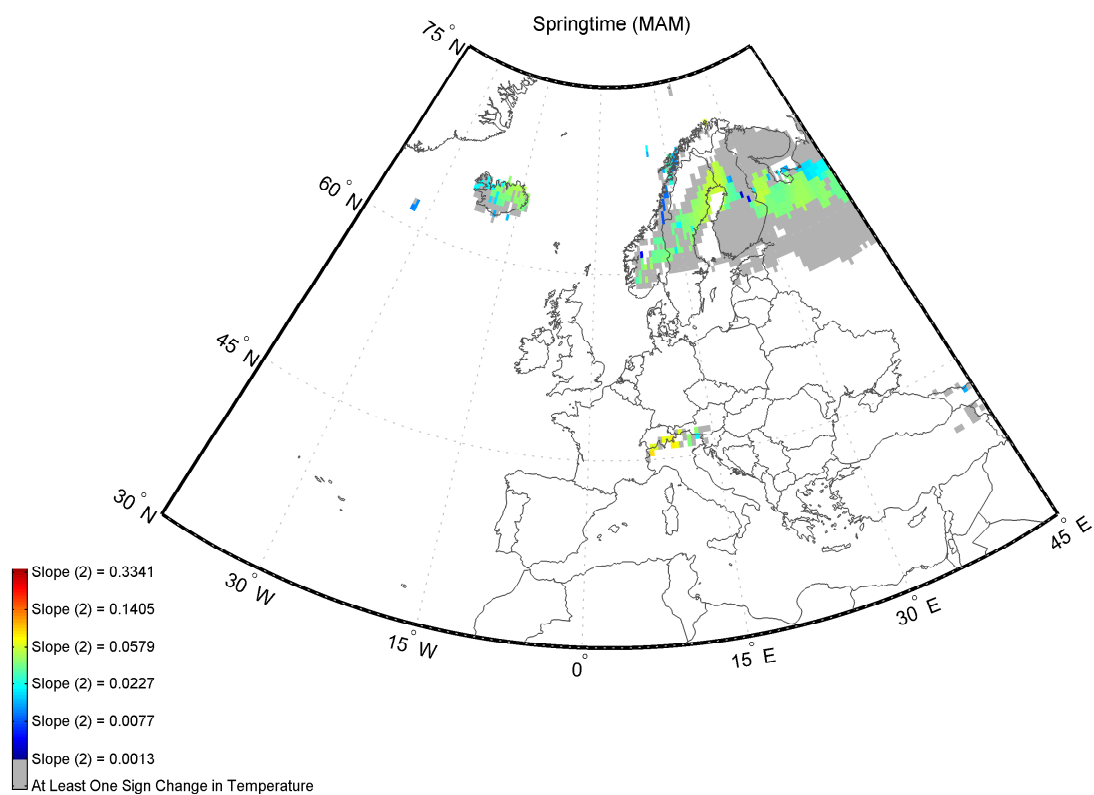 Springtime (MAM)
75° N
60° N
45° N
30° N
30° W
15° W
0°
15° E
30° E
45° E
Slope (2) = 0.3341
Slope (2) = 0.1405
Slope (2) = 0.0579
Slope (2) = 0.0227
Slope (2) = 0.0077
Slope (2) = 0.0013
At Least One Sign Change in Temperature